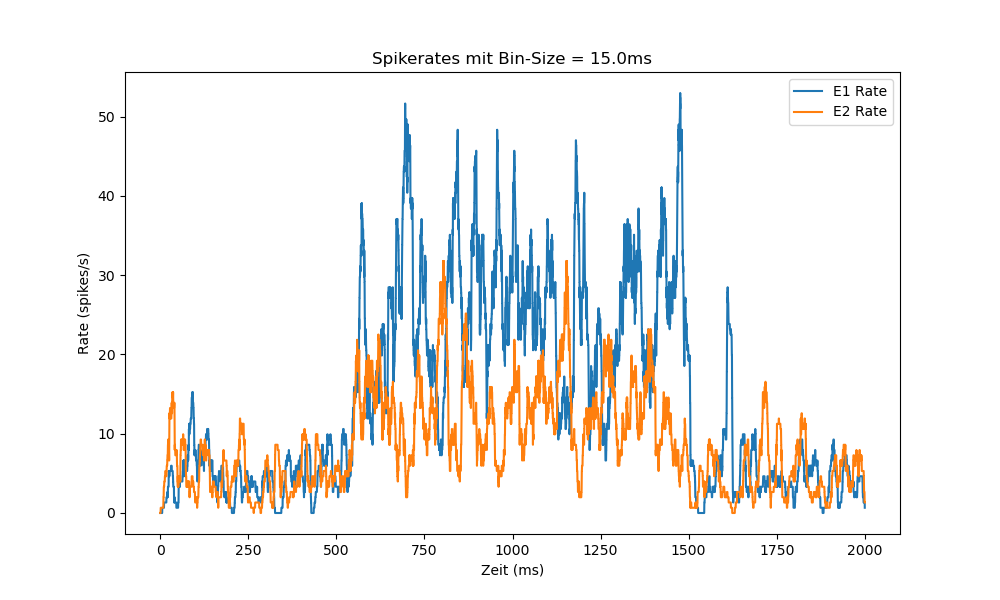 Spikerates mit Bin-Size = 15.0ms
E1 Rate
E2 Rate
50
40
30
20
10
0
Rate (spikes/s)
0 250 500 750 1000 1250 1500 1750 2000
Zeit (ms)